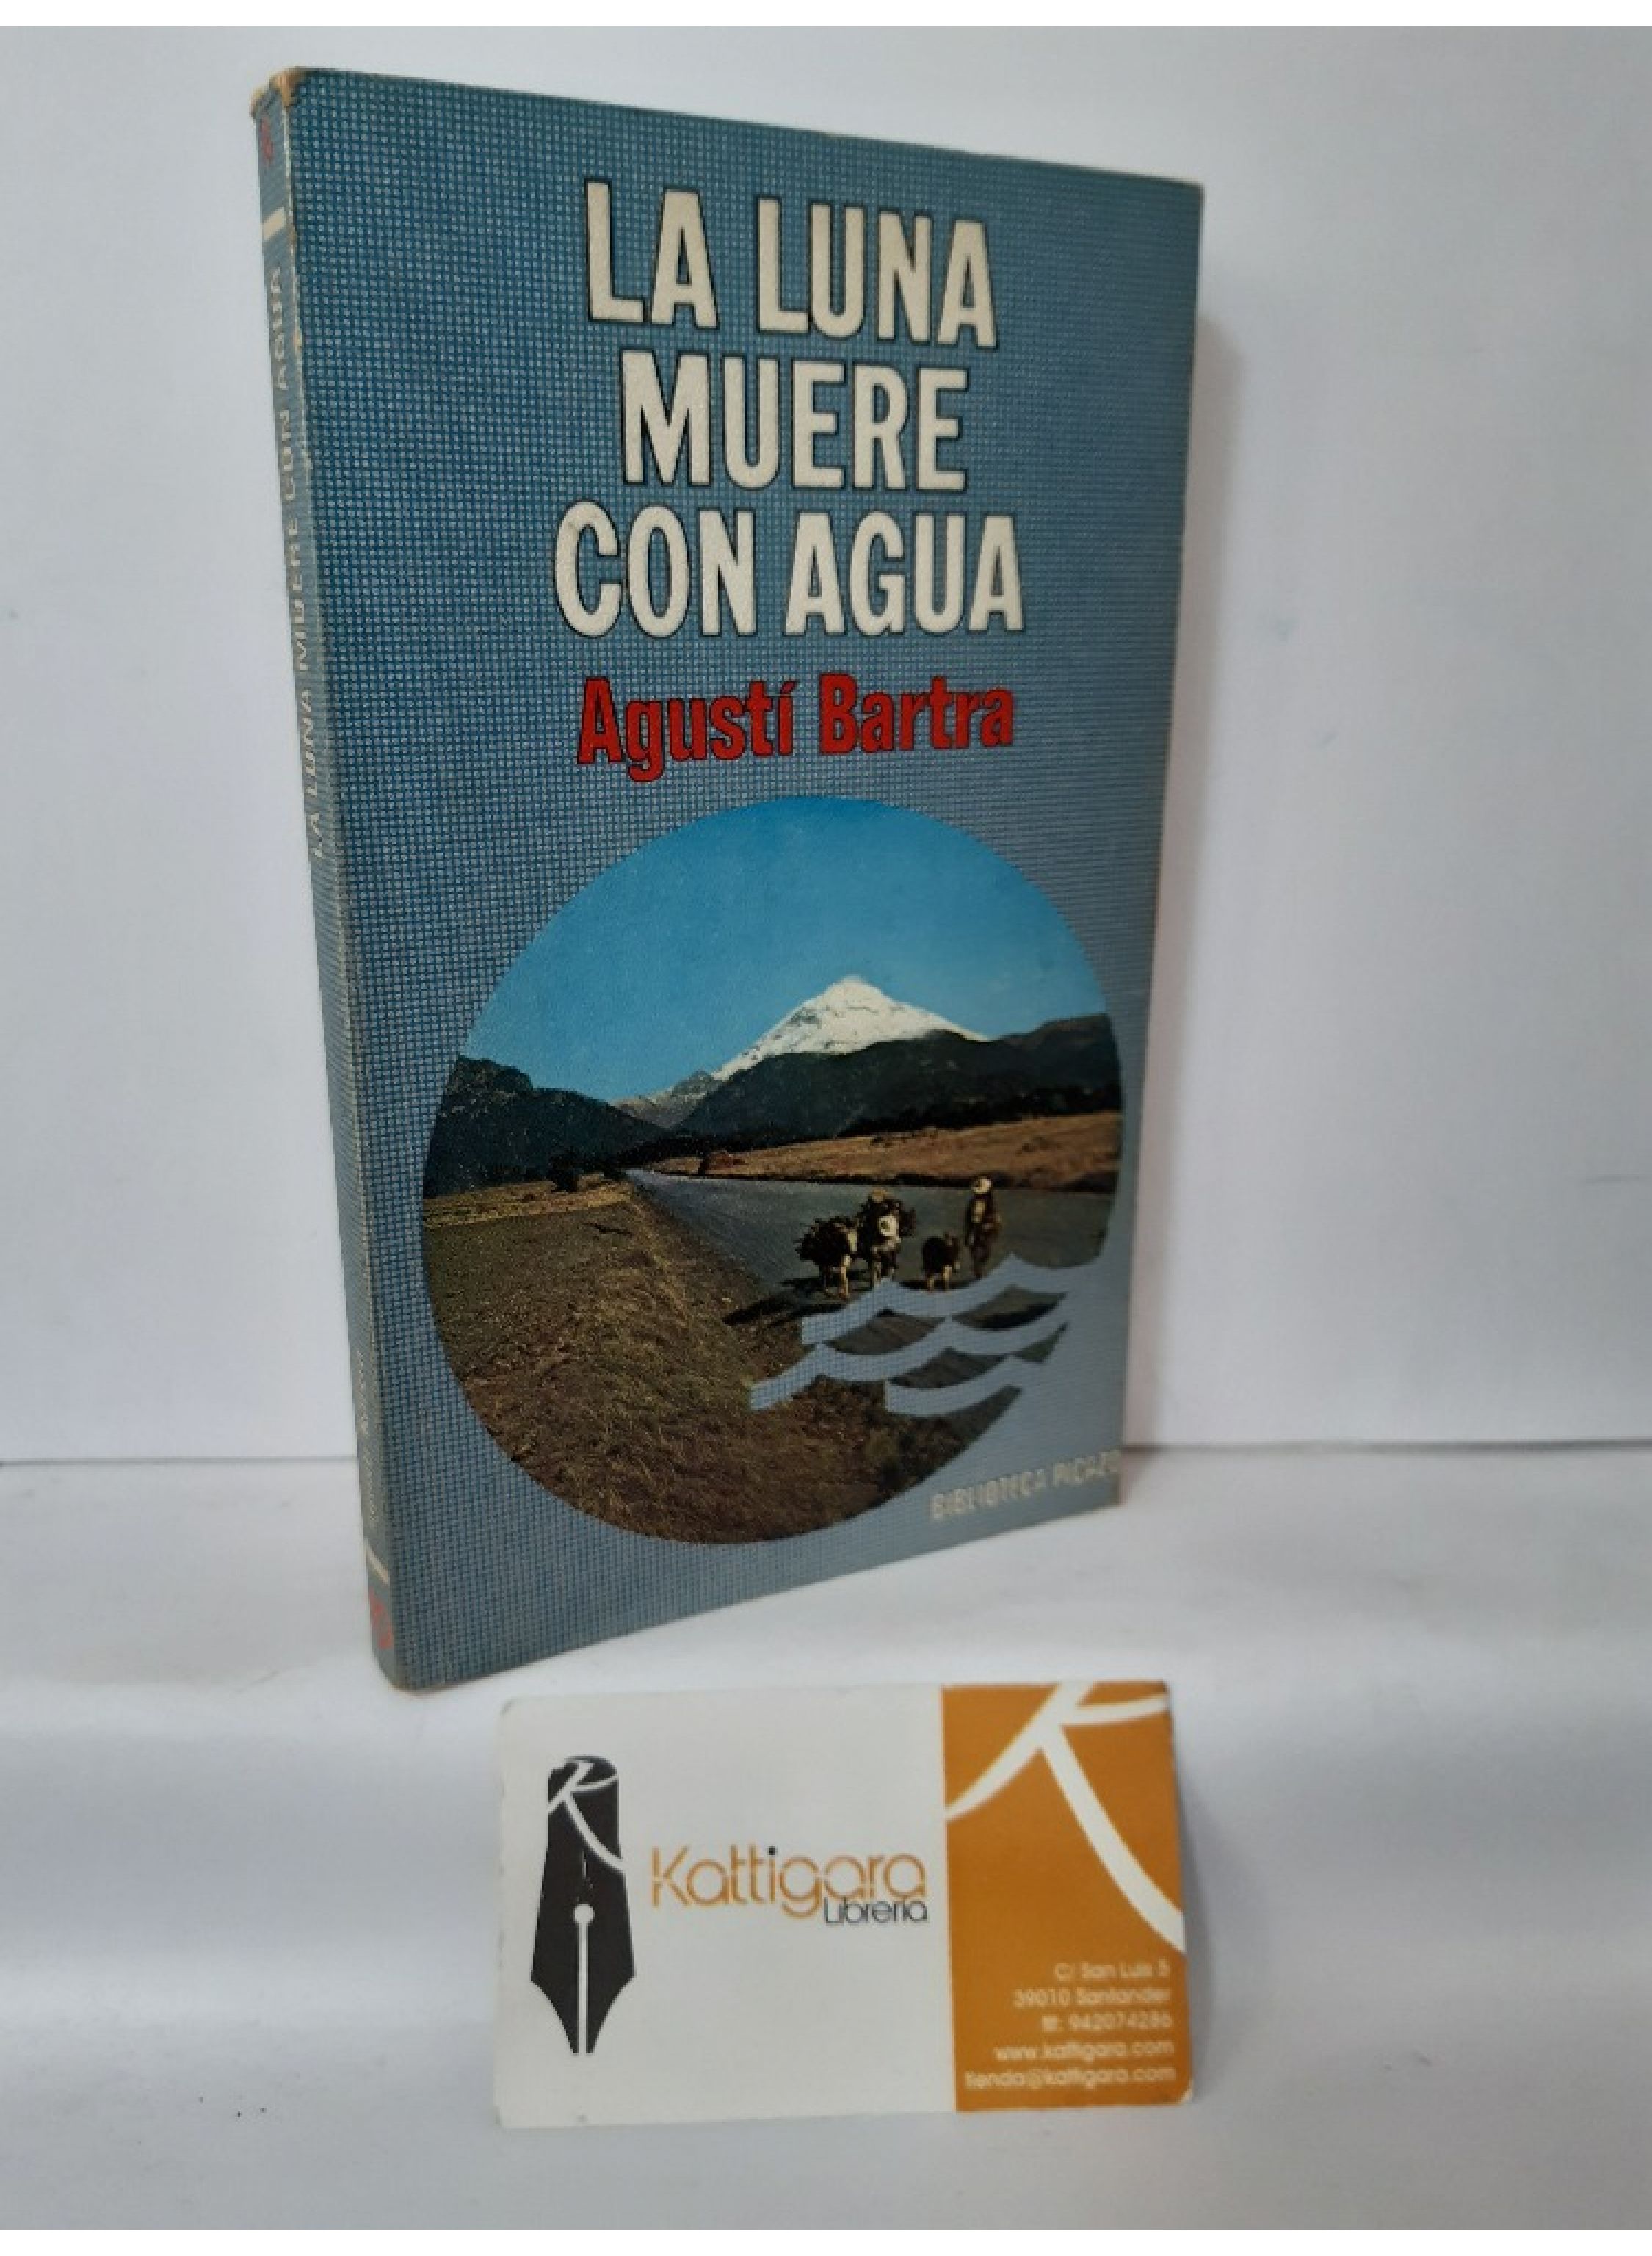 LA LUNA MUERE CON AGUA
LA LUNA
MUERE
CON AGUA
Agustí Bartra
BIBLIOTECA PICAZO
Kattigara
Librería
C/ San Luis 5
39010 Santander
tlf: 942074286
www.kattigara.com
tienda@kattigara.com